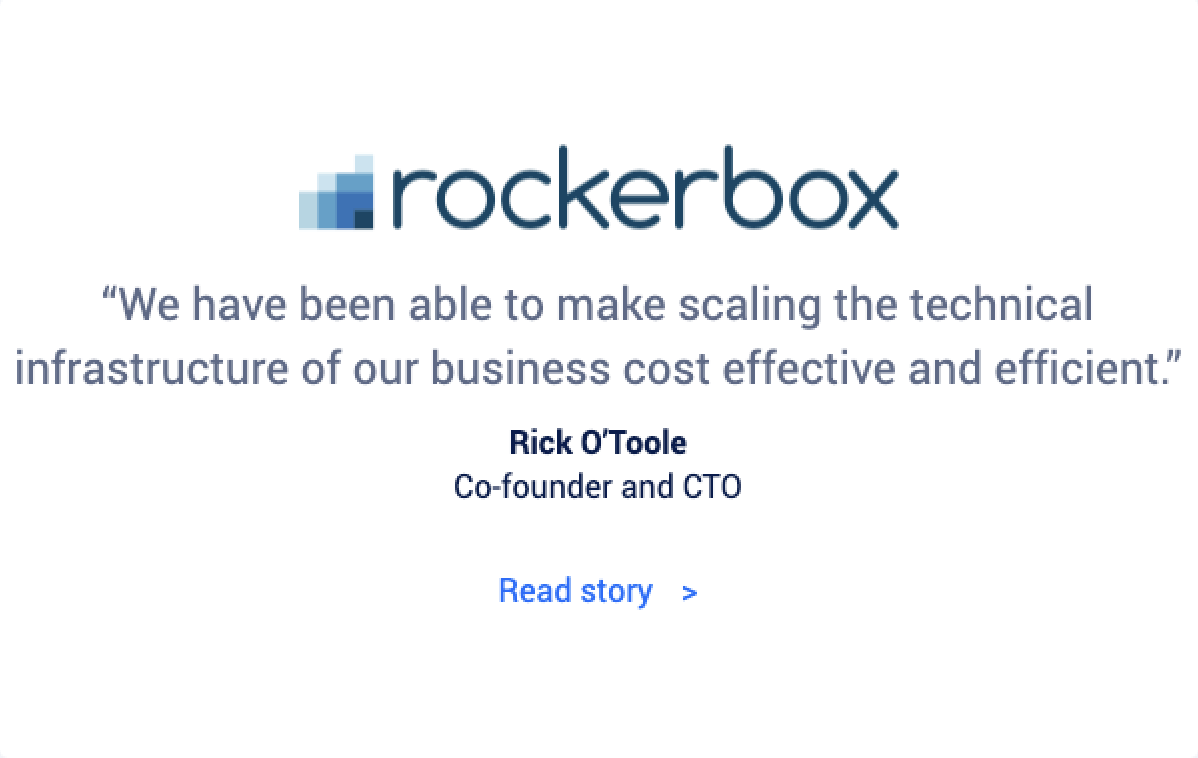 rockerbox
“We have been able to make scaling the technical
infrastructure of our business cost effective and efficient.”
Rick O'Toole
Co-founder and CTO
Read story >